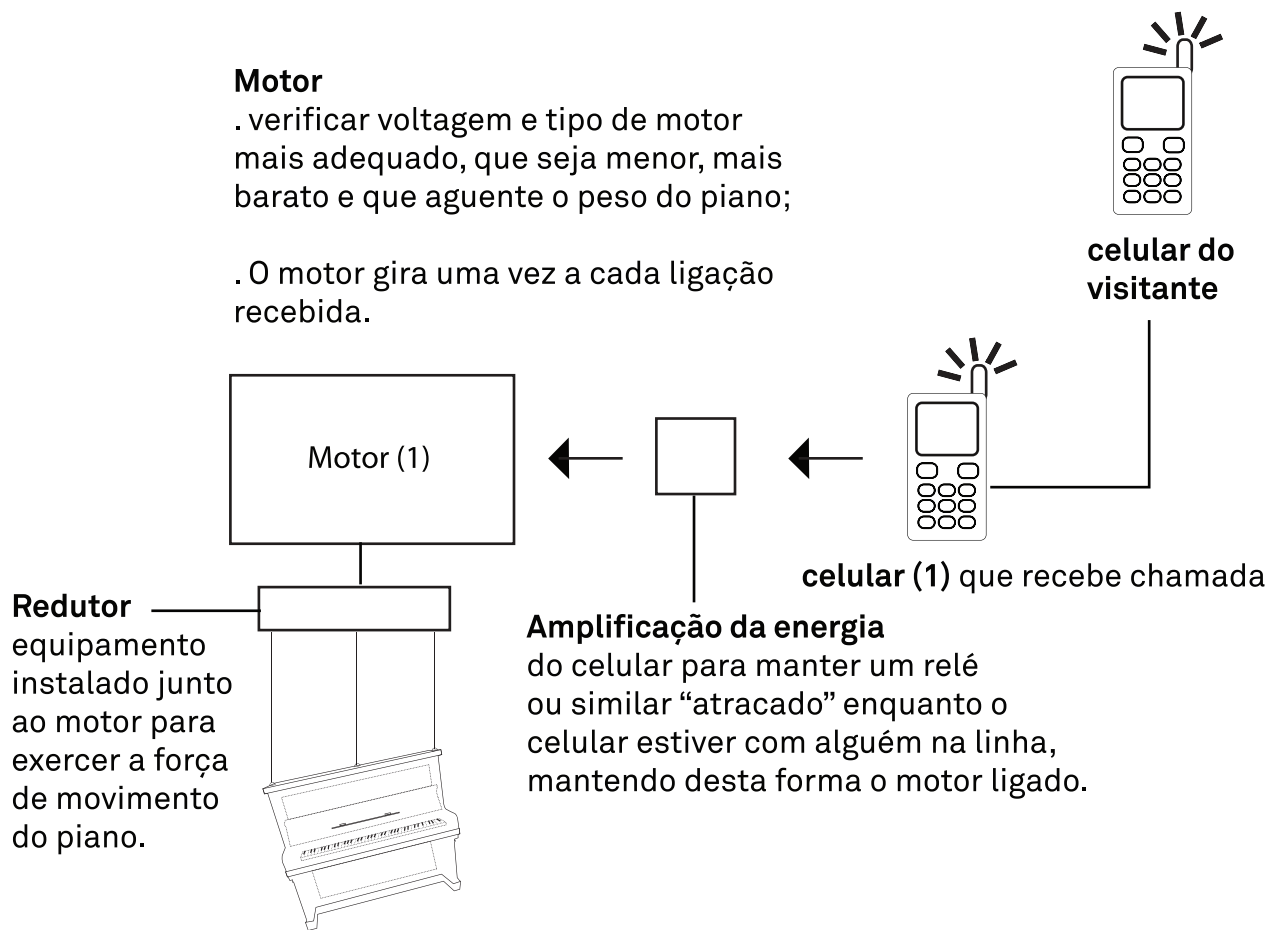 Motor
. verificar voltagem e tipo de motor
mais adequado, que seja menor, mais
barato e que aguente o peso do piano;
. O motor gira uma vez a cada ligação
recebida.
celular do
visitante
Motor (1)
celular (1) que recebe chamada
Redutor
equipamento
instalado junto
ao motor para
exercer a força
de movimento
do piano.
Amplificação da energia
do celular para manter um relé
ou similar “atracado” enquanto o
celular estiver com alguém na linha,
mantendo desta forma o motor ligado.